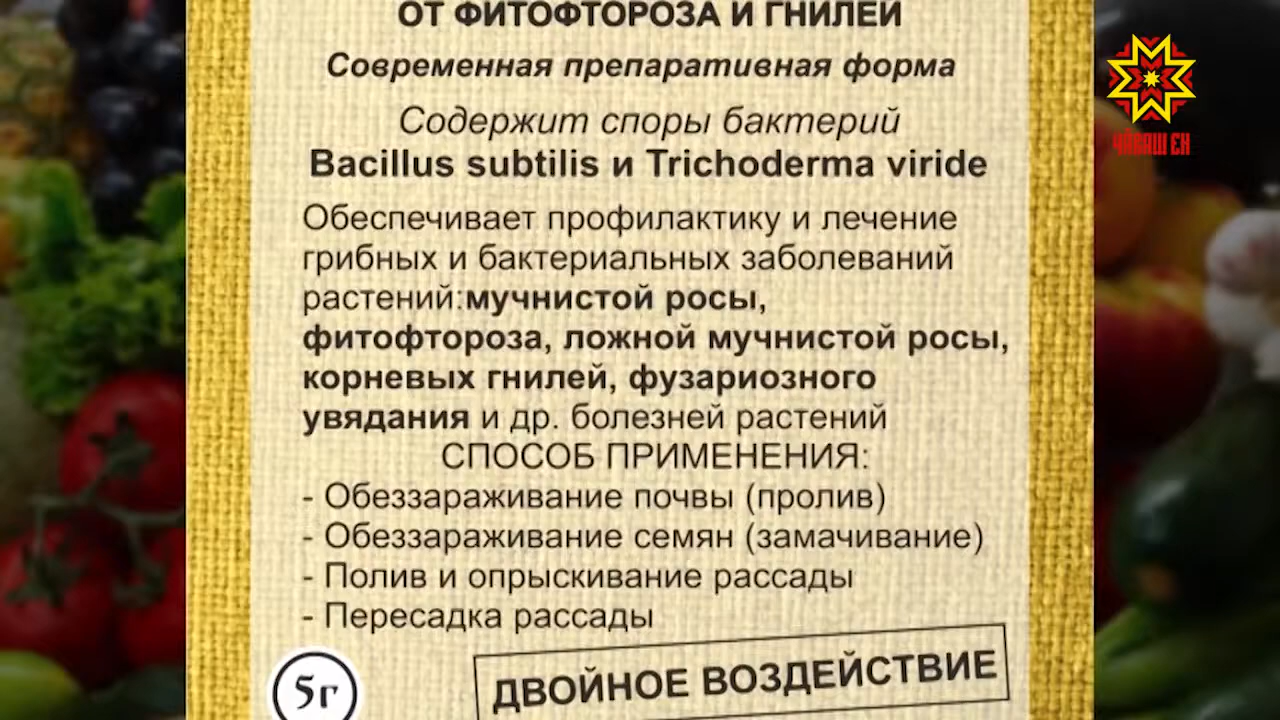 ОТ ФИТОФТОРОЗА И ГНИЛЕЙ
Современная препаративная форма
Содержит споры бактерий
Bacillus subtilis и Trichoderma viride
Обеспечивает профилактику и лечение
грибных и бактериальных заболеваний
растений:мучнистой росы,
фитофтороза, ложной мучнистой росы,
корневых гнилей, фузариозного
увядания и др. болезней растений
СПОСОБ ПРИМЕНЕНИЯ:
- Обеззараживание почвы (пролив)
- Обеззараживание семян (замачивание)
- Полив и опрыскивание рассады
- Пересадка рассады
5г
ДВОЙНОЕ ВОЗДЕЙСТВИЕ
ЧӐВАШ ЕН